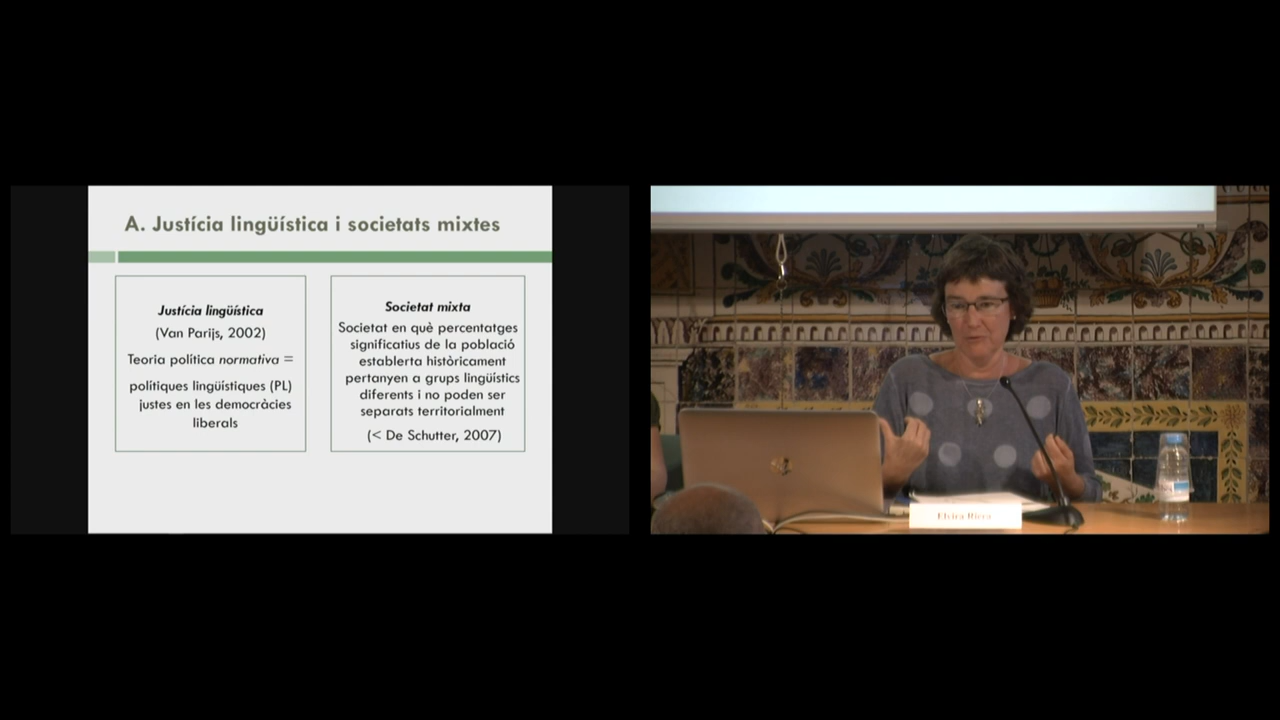 A. Justícia lingüística i societats mixtes
Justícia lingüística
(Van Parijs, 2002)
Teoria política normativa =
polítiques lingüístiques (PL)
justes en les democràcies
liberals
Societat mixta
Societat en què percentatges
significatius de la població
establerta històricament
pertanyen a grups lingüístics
diferents i no poden ser
separats territorialment
(< De Schutter, 2007)
Elvira Riera